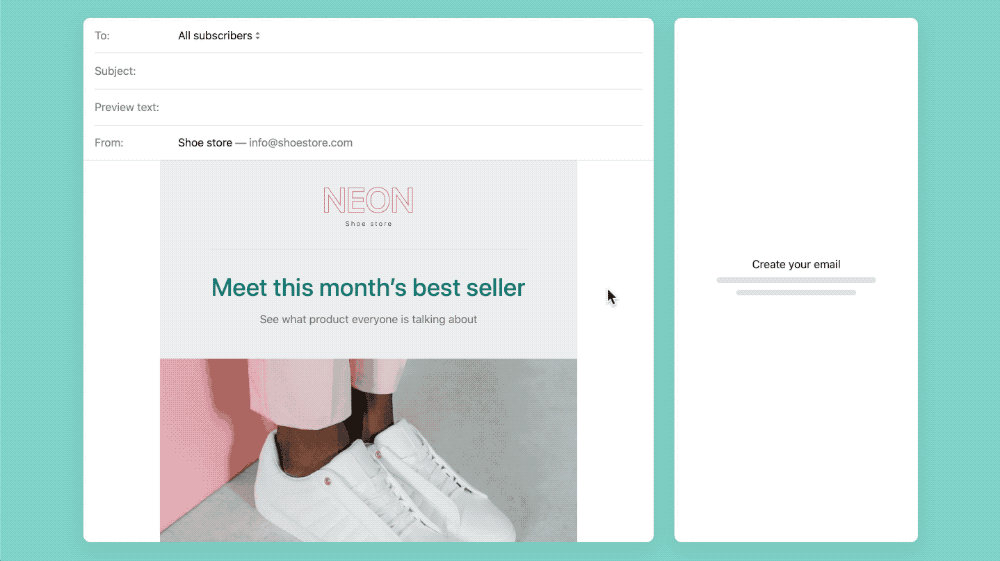 To: All subscribers
Subject:
Preview text:
From: Shoe store — info@shoestore.com
NEON
Shoe store
Meet this month's best seller
See what product everyone is talking about
Create your email